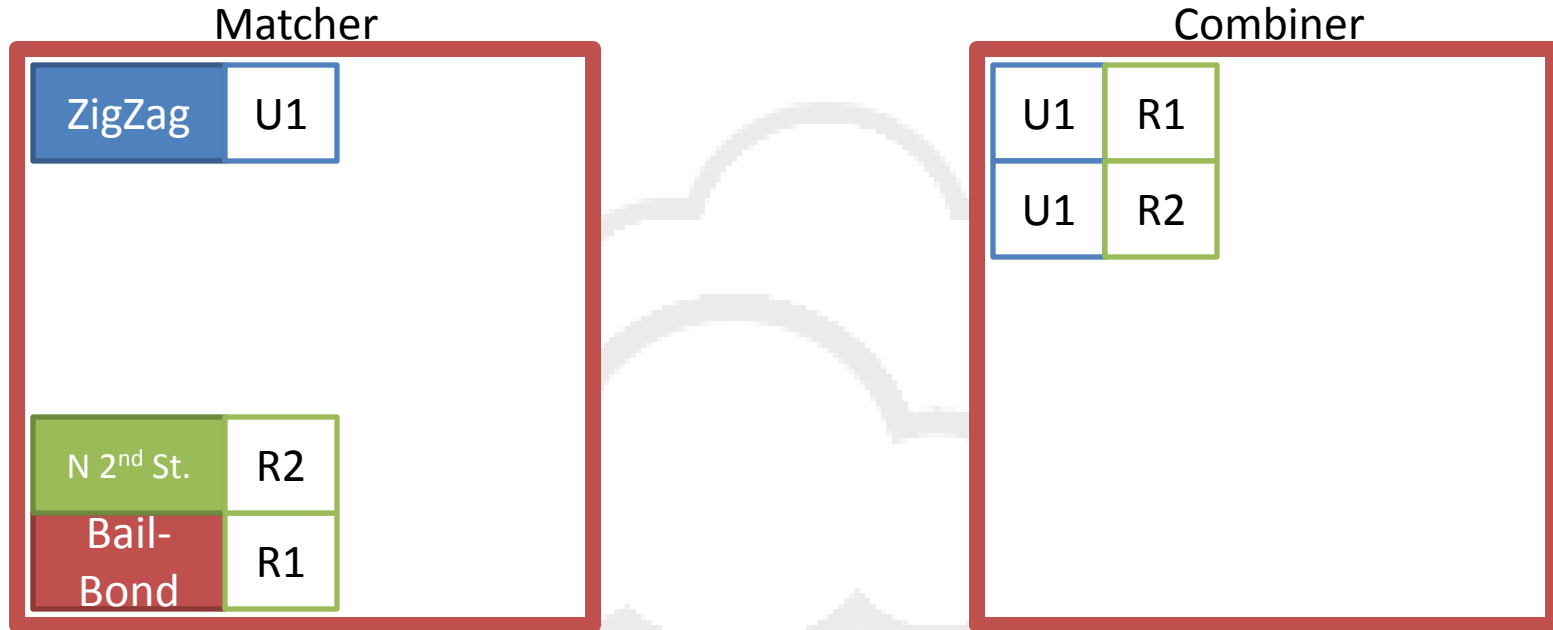 Matcher
ZigZag U1
N 2nd St. R2
Bail-
Bond R1
Combiner
U1 R1
U1 R2